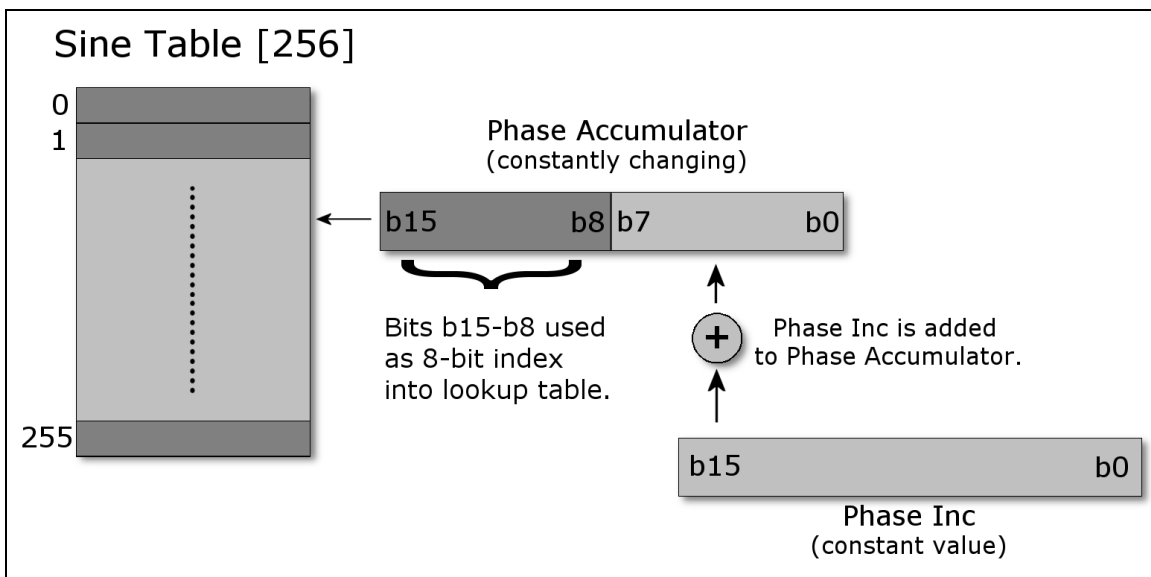 Sine Table [256]
0
1
255
Phase Accumulator
(constantly changing)
b15 b8 b7 b0
Bits b15-b8 used
as 8-bit index
into lookup table.
+
Phase Inc is added
to Phase Accumulator.
b15 b0
Phase Inc
(constant value)